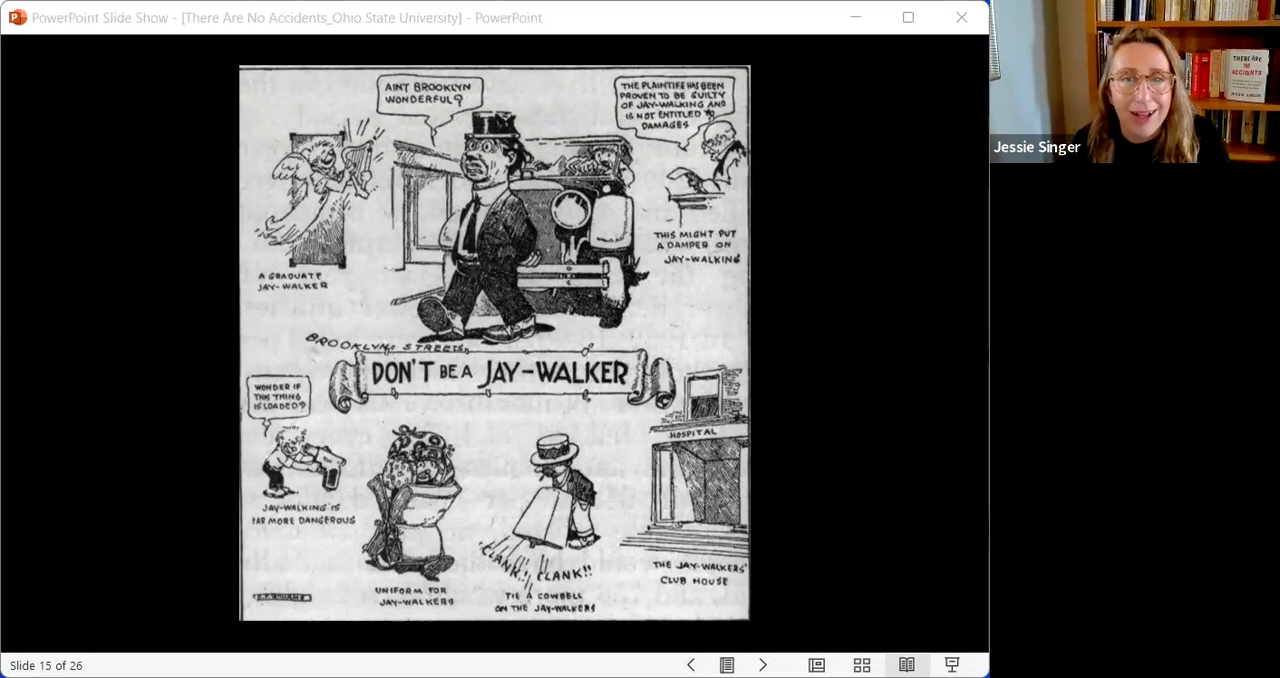 PowerPoint Slide Show - [There Are No Accidents_Ohio State University] - PowerPoint
AINT BROOKLYN
WONDERFUL?
THE PLAINTIFF HAS BEEN
PROVEN TO BE GUILTY
OF JAY-WALKING AND
IS NOT ENTITLED TO
DAMAGES
A GRADUATE
JAY-WALKER
THIS MIGHT PUT
A DAMPER ON
JAY-WALKING
BROOKLYN STREETS
DON'T BE A JAY-WALKER
WONDER IF
THIS THING
IS LOADED?
JAY-WALKING IS
FAR MORE DANGEROUS
UNIFORM FOR
JAY-WALKERS
CLANK! CLANK!!
TIE A COWBELL
ON THE JAY-WALKERS
HOSPITAL
THE JAY-WALKERS'
CLUB HOUSE
Slide 15 of 26
THERE ARE
NO
ACCIDENTS
JESSIE SINGER
Jessie Singer